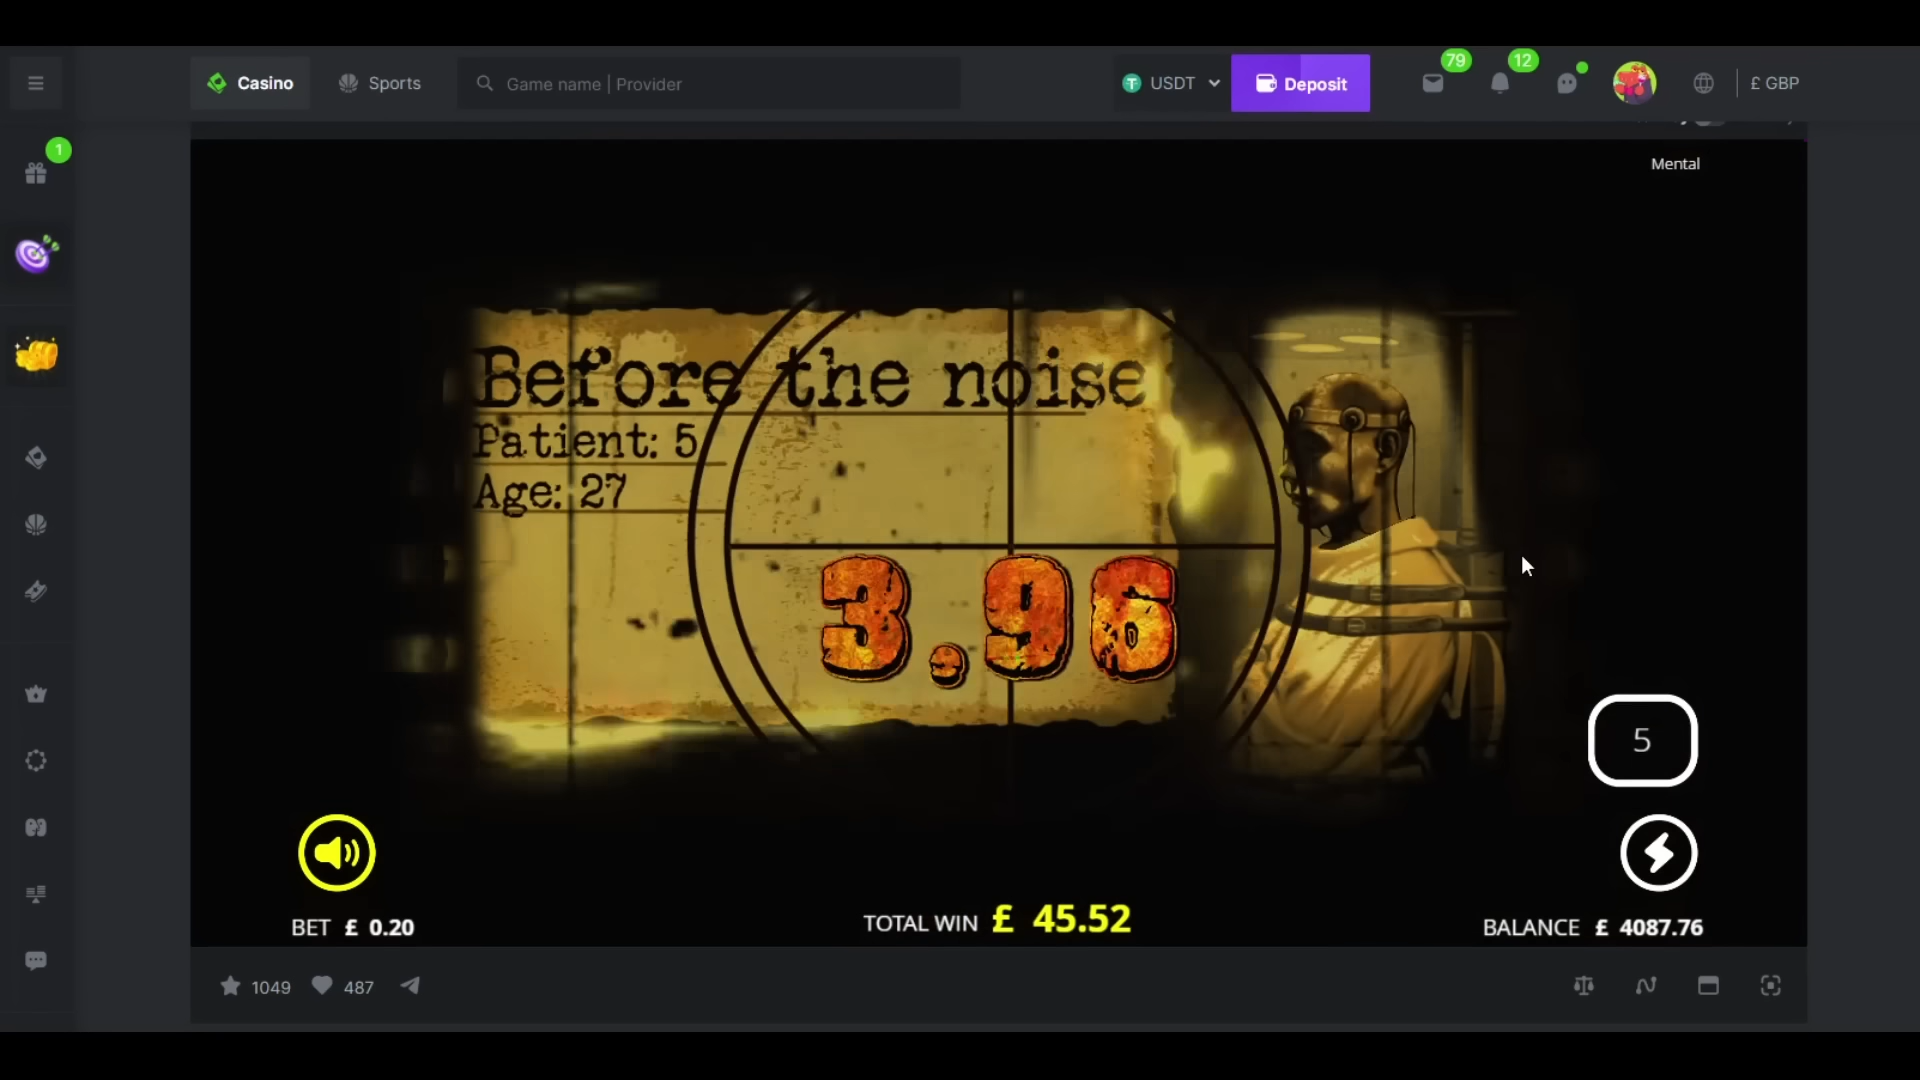 Casino
Sports
Game name | Provider
USDT
Deposit
79
12
£ GBP
1
Mental
Before the noise
Patient: 5
Age: 27
3.96
5
BET £ 0.20
TOTAL WIN £ 45.52
BALANCE £ 4087.76
1049
487